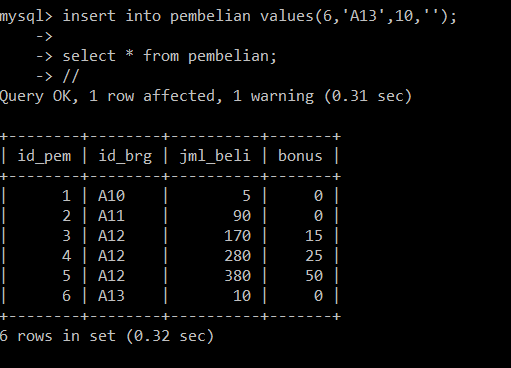 mysql> insert into pembelian values(6,'A13',10,'');
    ->
    -> select * from pembelian;
    -> //
Query OK, 1 row affected, 1 warning (0.31 sec)

+--------+--------+----------+-------+
| id_pem | id_brg | jml_beli | bonus |
+--------+--------+----------+-------+
|      1 | A10    |        5 |     0 |
|      2 | A11    |       90 |     0 |
|      3 | A12    |      170 |    15 |
|      4 | A12    |      280 |    25 |
|      5 | A12    |      380 |    50 |
|      6 | A13    |       10 |     0 |
+--------+--------+----------+-------+
6 rows in set (0.32 sec)